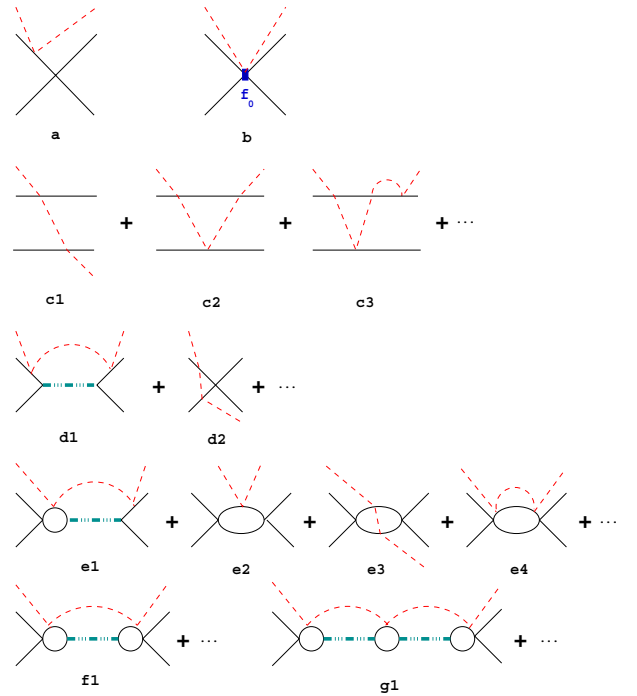 f₀
a b
+ + + ...
c1 c2 c3
+ + ...
d1 d2
+ + + + ...
e1 e2 e3 e4
+ ... + ...
f1 g1